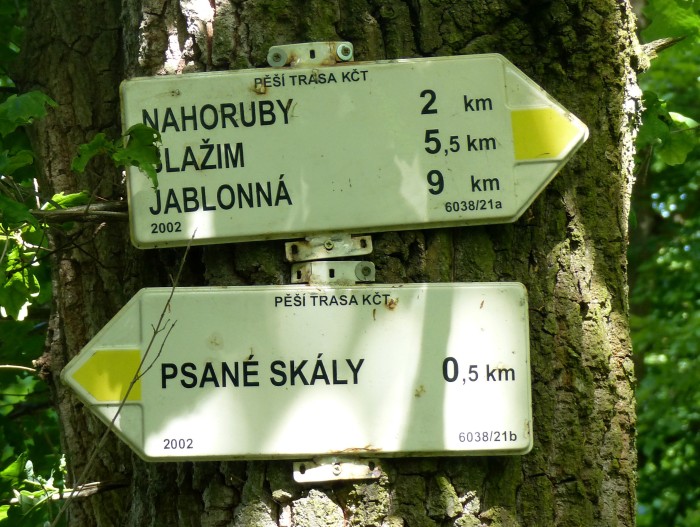 PĚŠÍ TRASA KČT
NAHORUBY 2 km
BLAŽIM 5,5 km
JABLONNÁ 9 km
2002 6038/21a
PĚŠÍ TRASA KČT
PSANÉ SKÁLY 0,5 km
2002 6038/21b